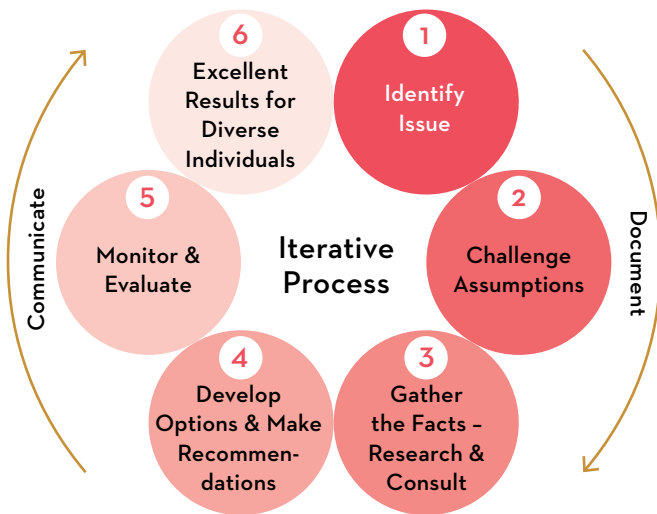 1
Identify
Issue
2
Challenge
Assumptions
3
Gather
the Facts –
Research &
Consult
4
Develop
Options & Make
Recommen-
dations
5
Monitor &
Evaluate
6
Excellent
Results for
Diverse
Individuals
Iterative
Process
Document
Communicate